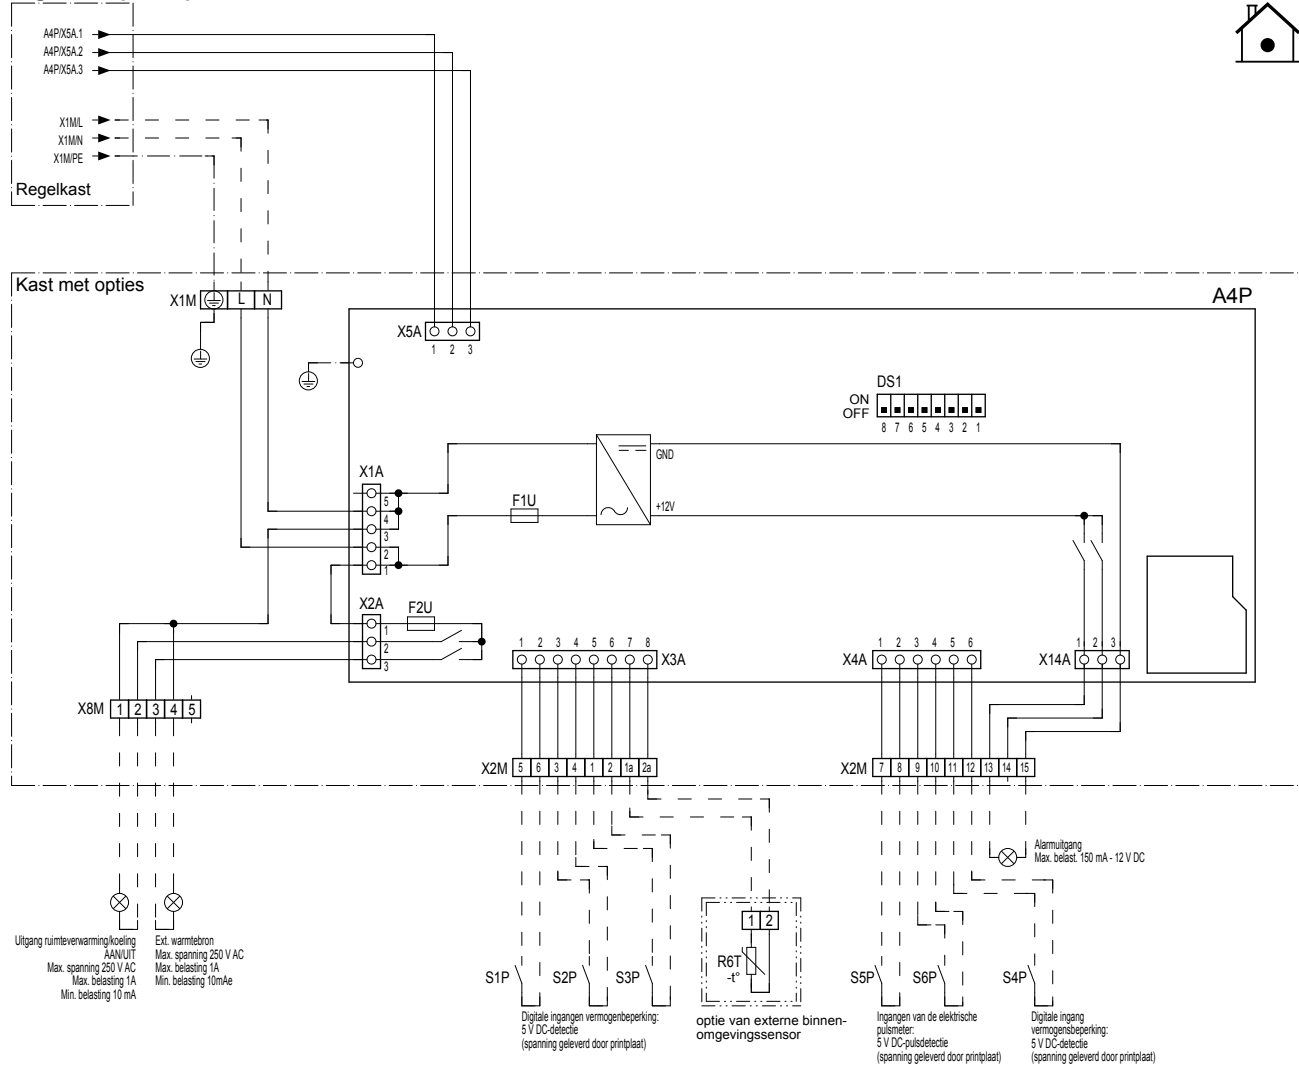 A4P/X5A.1
A4P/X5A.2
A4P/X5A.3
X1M/L
X1M/N
X1M/PE
Regelkast
Kast met opties
X1M L N
A4P
X5A
1 2 3
DS1
ON
OFF
8 7 6 5 4 3 2 1
GND
+12V
X1A
5
4
3
2
1
F1U
X2A
F2U
1
2
3
1 2 3 4 5 6 7 8
X3A
1 2 3 4 5 6
X4A
1 2 3
X14A
X8M 1 2 3 4 5
X2M 5 6 3 4 1 2 1a 2a
X2M 7 8 9 10 11 12 13 14 15
Alarmuitgang
Max. belast. 150 mA - 12 V DC
Uitgang ruimteverwarming/koeling
AAN/UIT
Max. spanning 250 V AC
Max. belasting 1A
Min. belasting 10 mA
Ext. warmtebron
Max. spanning 250 V AC
Max. belasting 1A
Min. belasting 10mAe
S1P
S2P
S3P
Digitale ingangen vermogenbeperking:
5 V DC-detectie
(spanning geleverd door printplaat)
1 2
R6T
-t°
optie van externe binnen-
omgevingssensor
S5P
S6P
S4P
Ingangen van de elektrische
pulsmeter:
5 V DC-pulsdetectie
(spanning geleverd door printplaat)
Digitale ingang
vermogensbeperking:
5 V DC-detectie
(spanning geleverd door printplaat)